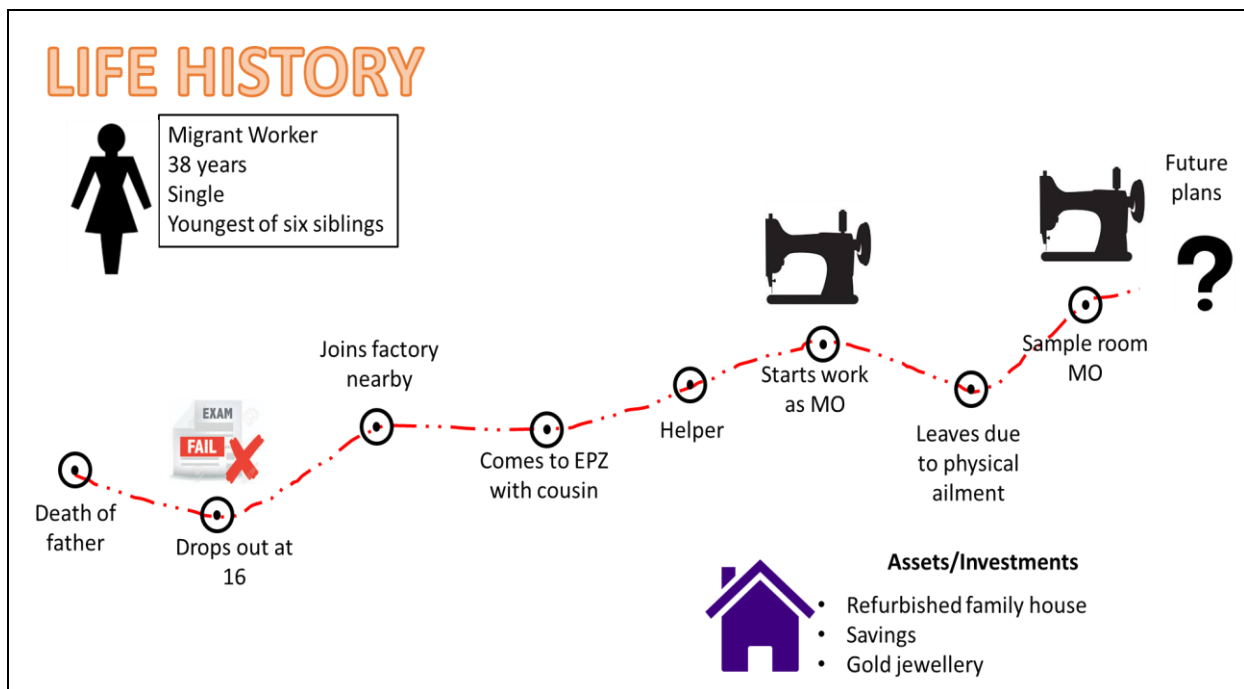 LIFE HISTORY
Migrant Worker
38 years
Single
Youngest of six siblings
Death of
father
EXAM
FAIL
Drops out at
16
Joins factory
nearby
Comes to EPZ
with cousin
Helper
Starts work
as MO
Leaves due
to physical
ailment
Sample room
MO
Future
plans
?
Assets/Investments
• Refurbished family house
• Savings
• Gold jewellery